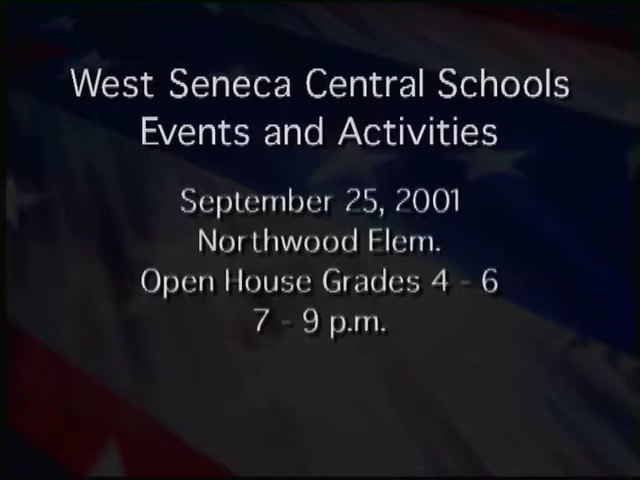 West Seneca Central Schools
Events and Activities
September 25, 2001
Northwood Elem.
Open House Grades 4 - 6
7 - 9 p.m.